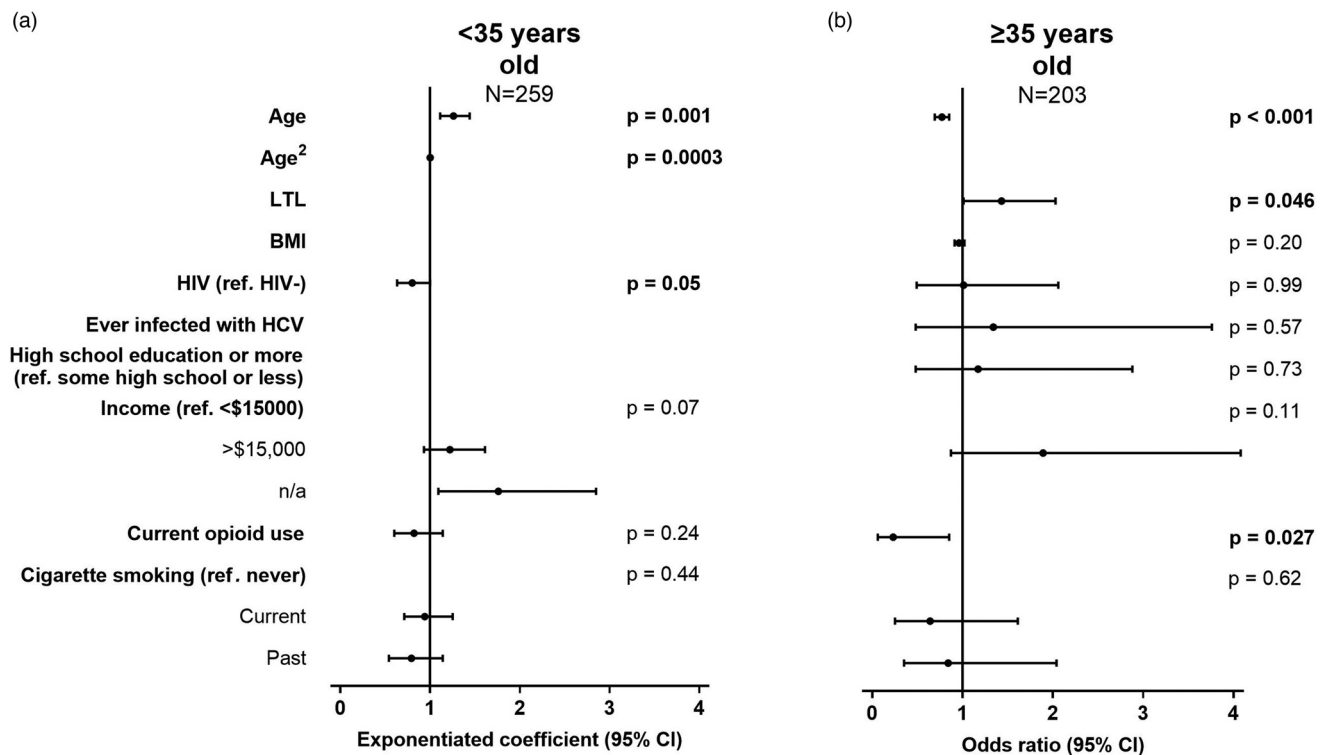 (a)
<35 years
old
N=259
(b)
≥35 years
old
N=203
Age
p = 0.001
p < 0.001
Age²
p = 0.0003
LTL
p = 0.046
BMI
p = 0.20
HIV (ref. HIV-)
p = 0.05
p = 0.99
Ever infected with HCV
p = 0.57
High school education or more
(ref. some high school or less)
p = 0.73
Income (ref. <$15000)
p = 0.07
p = 0.11
>$15,000
n/a
Current opioid use
p = 0.24
p = 0.027
Cigarette smoking (ref. never)
p = 0.44
p = 0.62
Current
Past
0 1 2 3 4
Exponentiated coefficient (95% CI)
0 1 2 3 4
Odds ratio (95% CI)